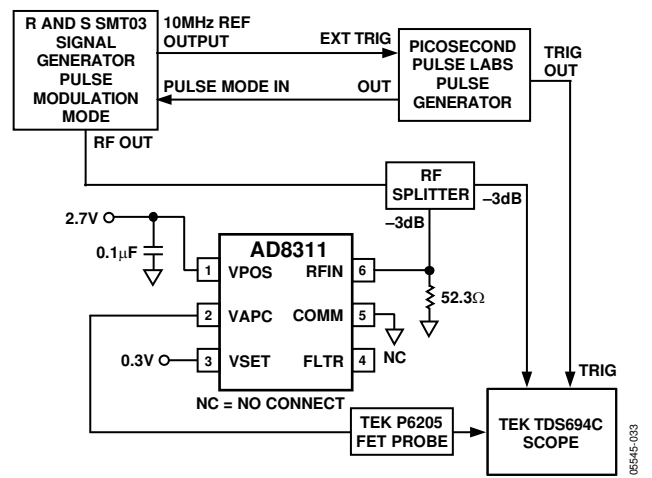 R AND S SMT03
SIGNAL
GENERATOR
PULSE
MODULATION
MODE
10MHz REF
OUTPUT
EXT TRIG
PICOSECOND
PULSE LABS
PULSE
GENERATOR
TRIG
OUT
PULSE MODE IN
OUT
RF OUT
RF
SPLITTER
–3dB
–3dB
2.7V
0.1μF
AD8311
1
VPOS
RFIN
6
52.3Ω
2
VAPC
COMM
5
NC
0.3V
3
VSET
FLTR
4
NC = NO CONNECT
TRIG
TEK P6205
FET PROBE
TEK TDS694C
SCOPE
05545-033